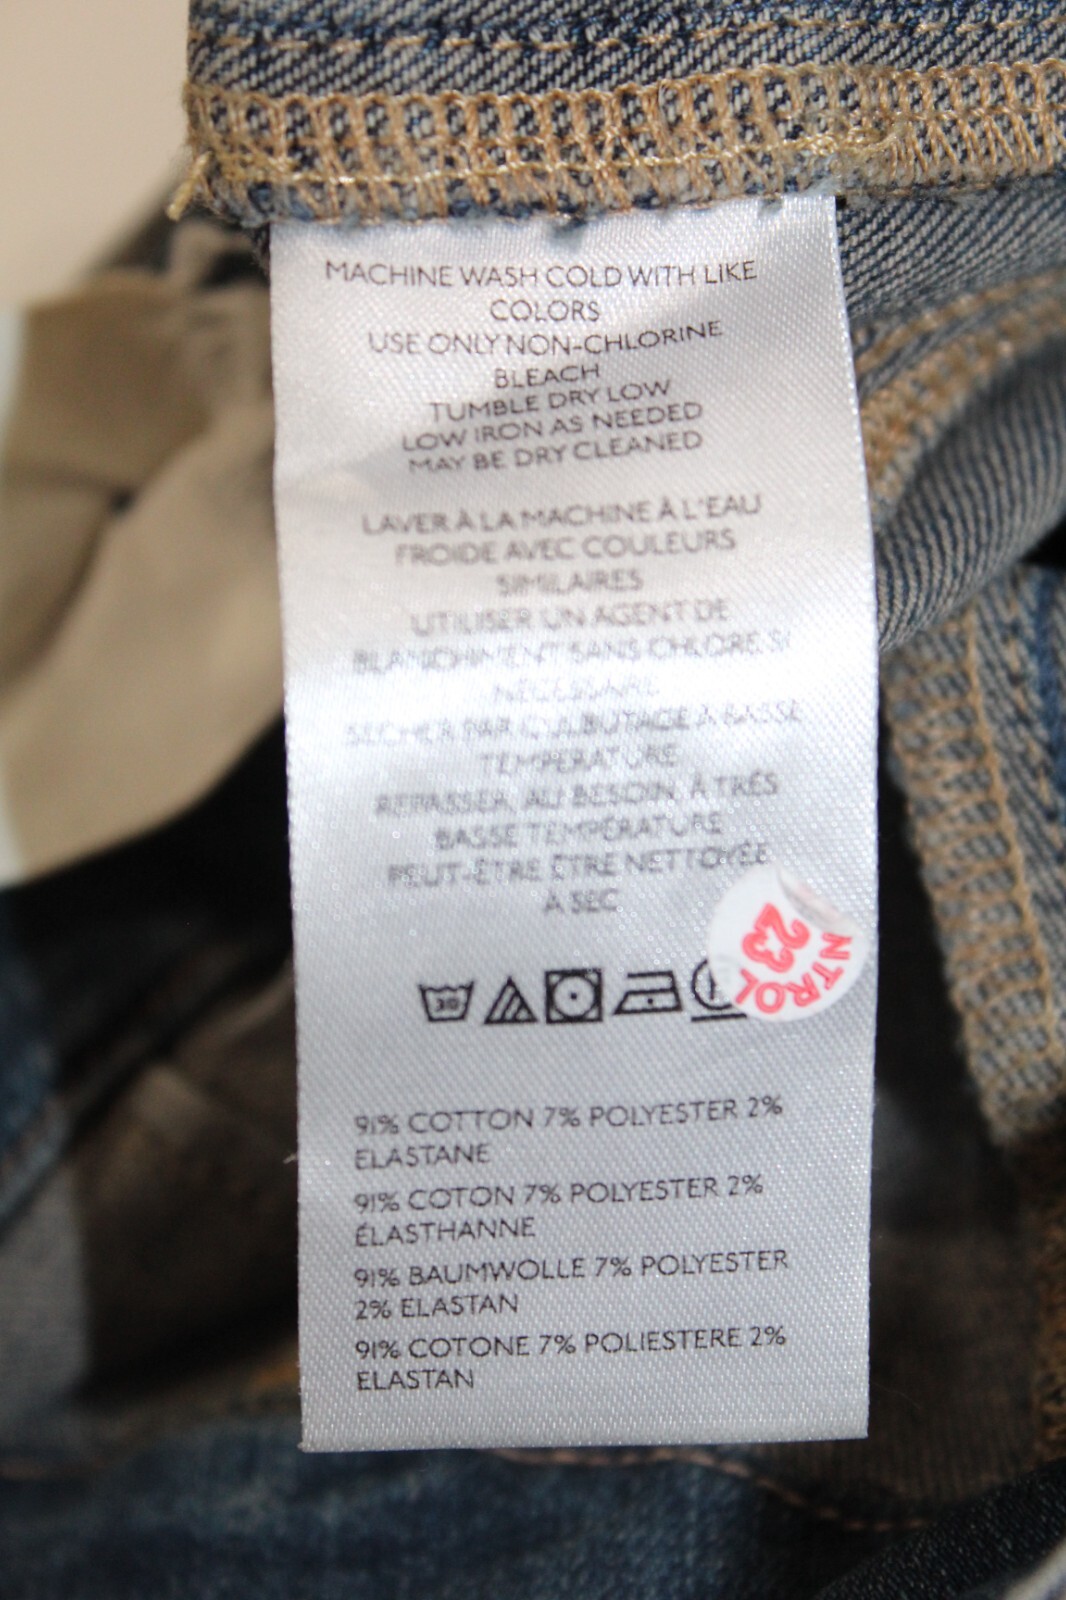 MACHINE WASH COLD WITH LIKE
COLORS
USE ONLY NON-CHLORINE
BLEACH
TUMBLE DRY LOW
LOW IRON AS NEEDED
MAY BE DRY CLEANED
LAVER À LA MACHINE À L'EAU
FROIDE AVEC COULEURS
SIMILAIRES
UTILISER UN AGENT DE
BLANCHIMENT SANS CHLORE SI
NÉCESSAIRE
SÉCHER PAR CULBUTAGE À BASSE
TEMPÉRATURE
REPASSER, AU BESOIN, À TRÉS
BASSE TEMPÉRATURE
PEUT-ÊTRE ÊTRE NETTOYÉE
À SEC
30
23
NTROL
91% COTTON 7% POLYESTER 2%
ELASTANE
91% COTON 7% POLYESTER 2%
ÉLASTHANNE
91% BAUMWOLLE 7% POLYESTER
2% ELASTAN
91% COTONE 7% POLIESTERE 2%
ELASTAN